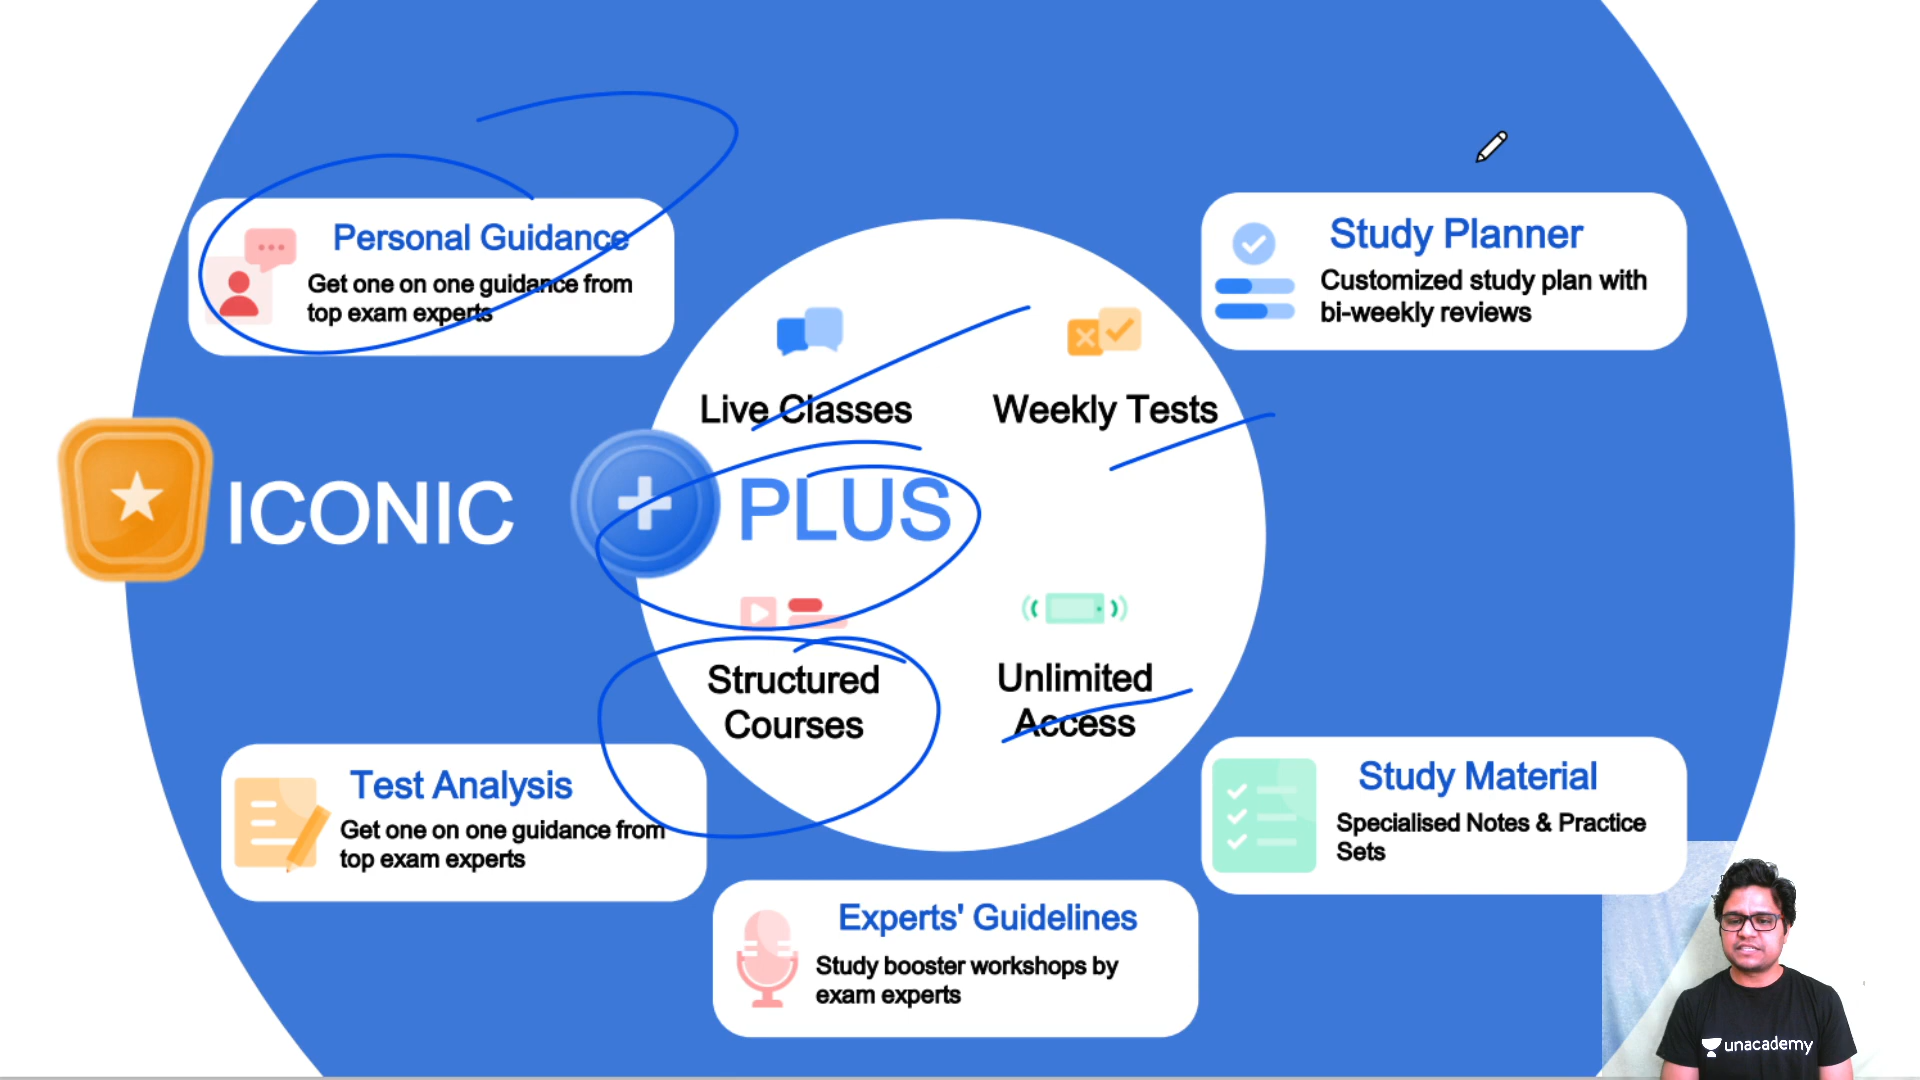 Personal Guidance
Get one on one guidance from
top exam experts
Study Planner
Customized study plan with
bi-weekly reviews
Live Classes
Weekly Tests
ICONIC
PLUS
Structured
Courses
Unlimited
Access
Test Analysis
Get one on one guidance from
top exam experts
Study Material
Specialised Notes & Practice
Sets
Experts' Guidelines
Study booster workshops by
exam experts
unacademy